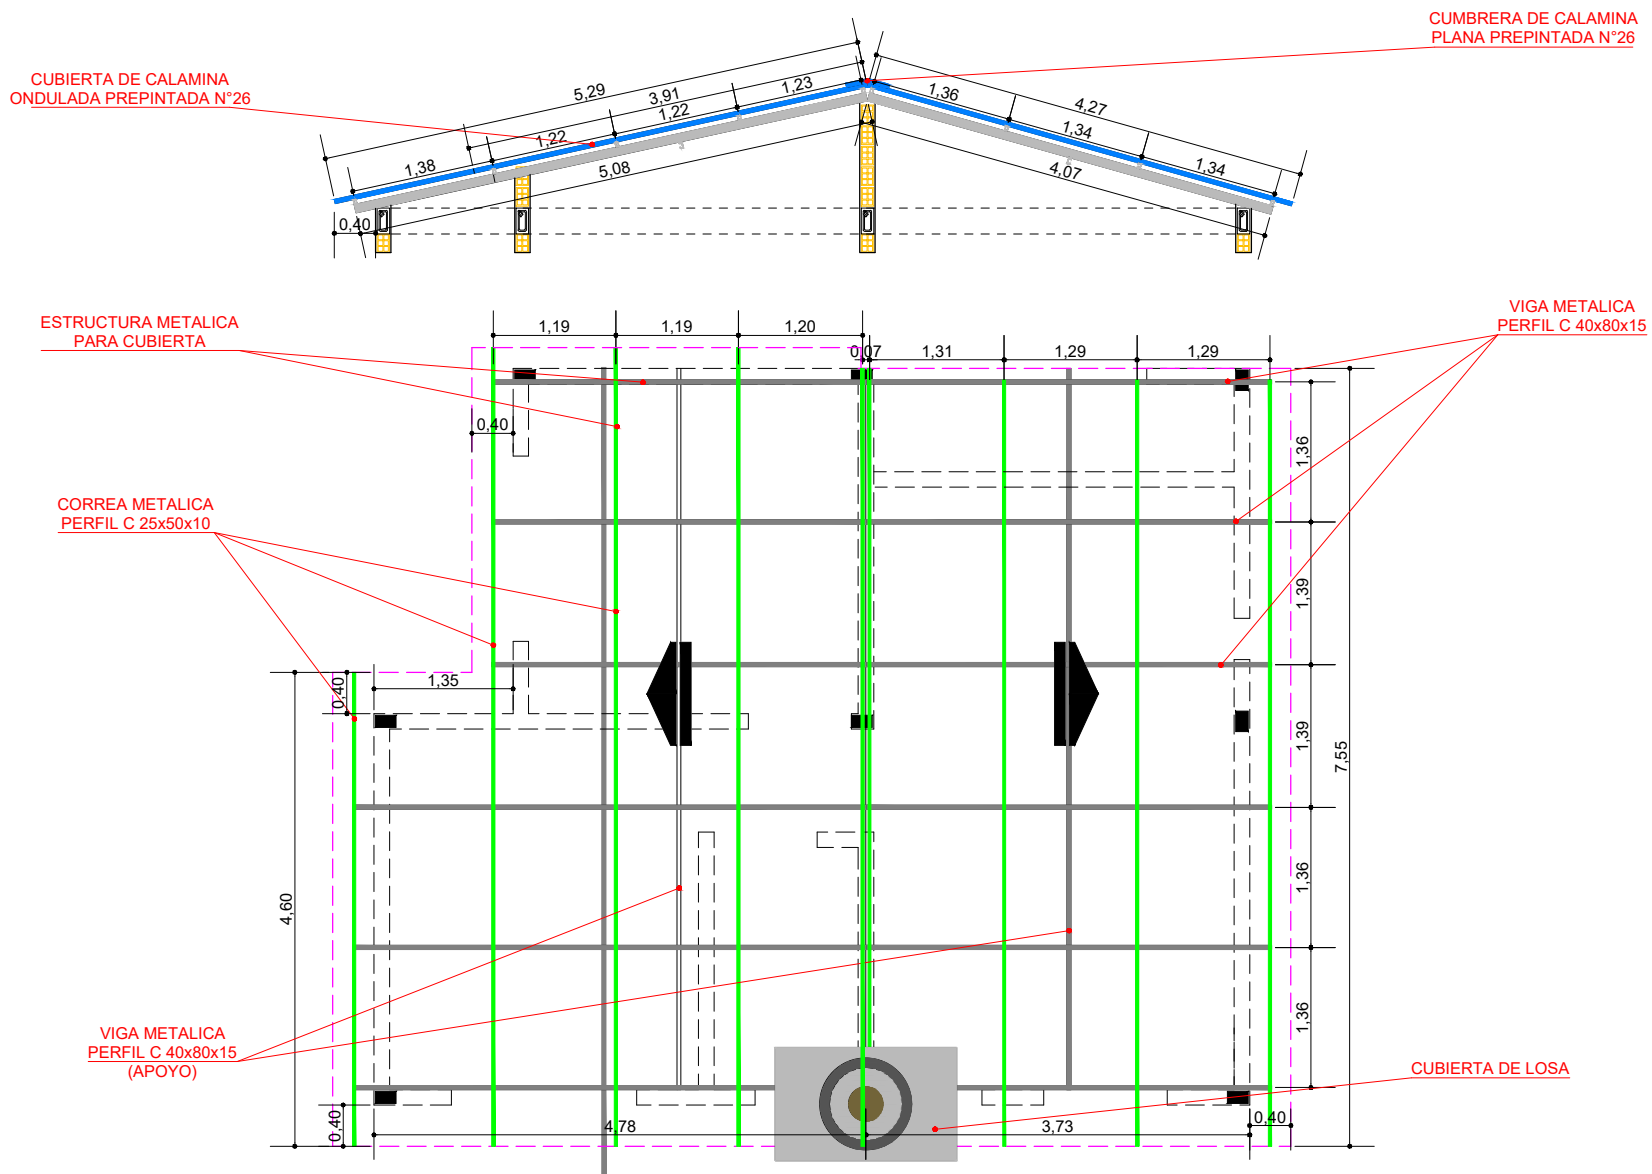 CUMBRERA DE CALAMINA
PLANA PREPINTADA N°26
CUBIERTA DE CALAMINA
ONDULADA PREPINTADA N°26
5,29
3,91
1,23
1,22
1,22
1,38
5,08
0,40
1,36
4,27
1,34
1,34
4,07
ESTRUCTURA METALICA
PARA CUBIERTA
VIGA METALICA
PERFIL C 40x80x15
1,19
1,19
1,20
0,07
1,31
1,29
1,29
0,40
1,36
CORREA METALICA
PERFIL C 25x50x10
1,39
0,40
1,35
1,39
7,55
4,60
1,36
1,36
VIGA METALICA
PERFIL C 40x80x15
(APOYO)
CUBIERTA DE LOSA
0,40
4,78
3,73
0,40